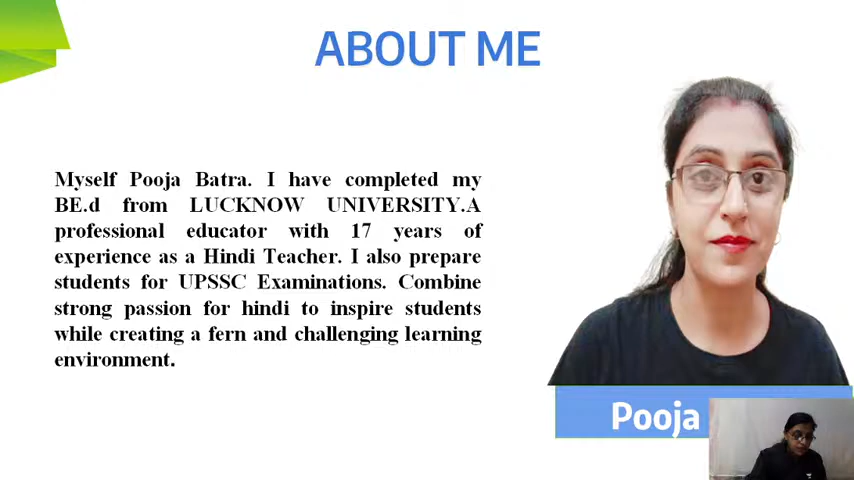 ABOUT ME
Myself Pooja Batra. I have completed my
BE.d from LUCKNOW UNIVERSITY.A
professional educator with 17 years of
experience as a Hindi Teacher. I also prepare
students for UPSSC Examinations. Combine
strong passion for hindi to inspire students
while creating a fern and challenging learning
environment.
Pooja